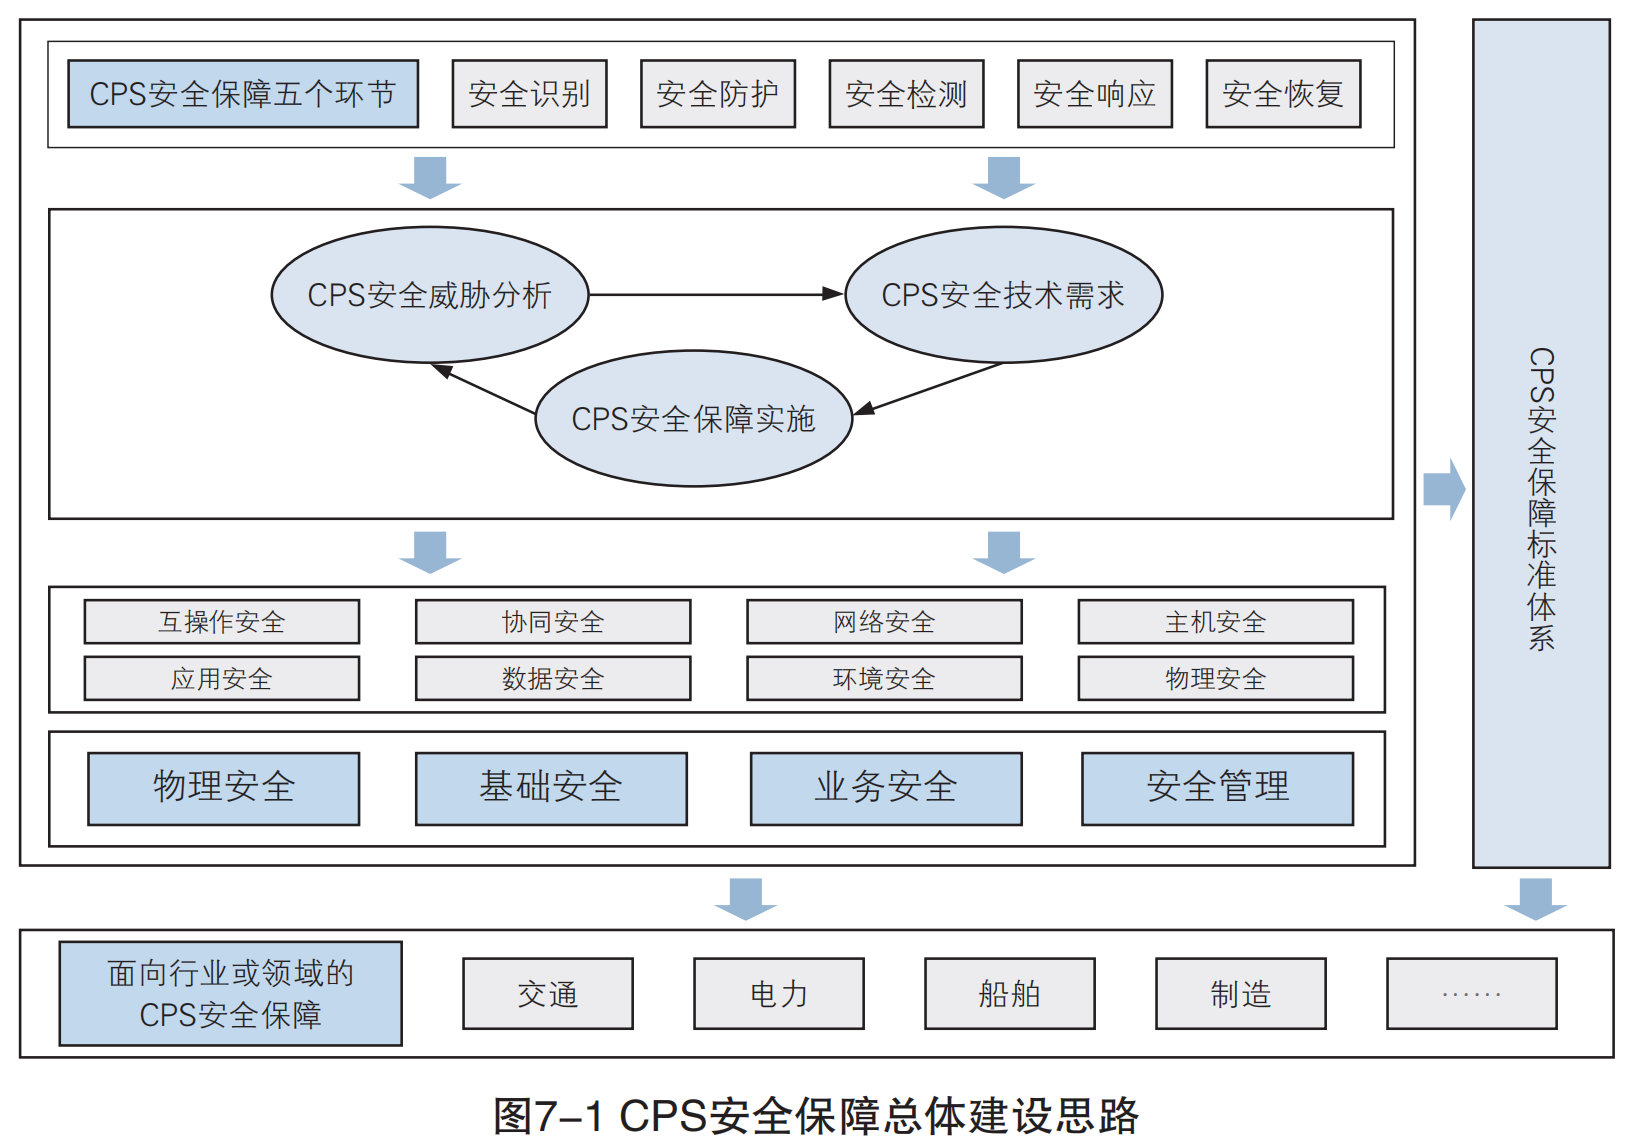 CPS安全保障五个环节
安全识别
安全防护
安全检测
安全响应
安全恢复
CPS安全威胁分析
CPS安全技术需求
CPS安全保障实施
互操作安全
协同安全
网络安全
主机安全
应用安全
数据安全
环境安全
物理安全
物理安全
基础安全
业务安全
安全管理
CPS安全保障标准体系
面向行业或领域的
CPS安全保障
交通
电力
船舶
制造
······
图7-1 CPS安全保障总体建设思路